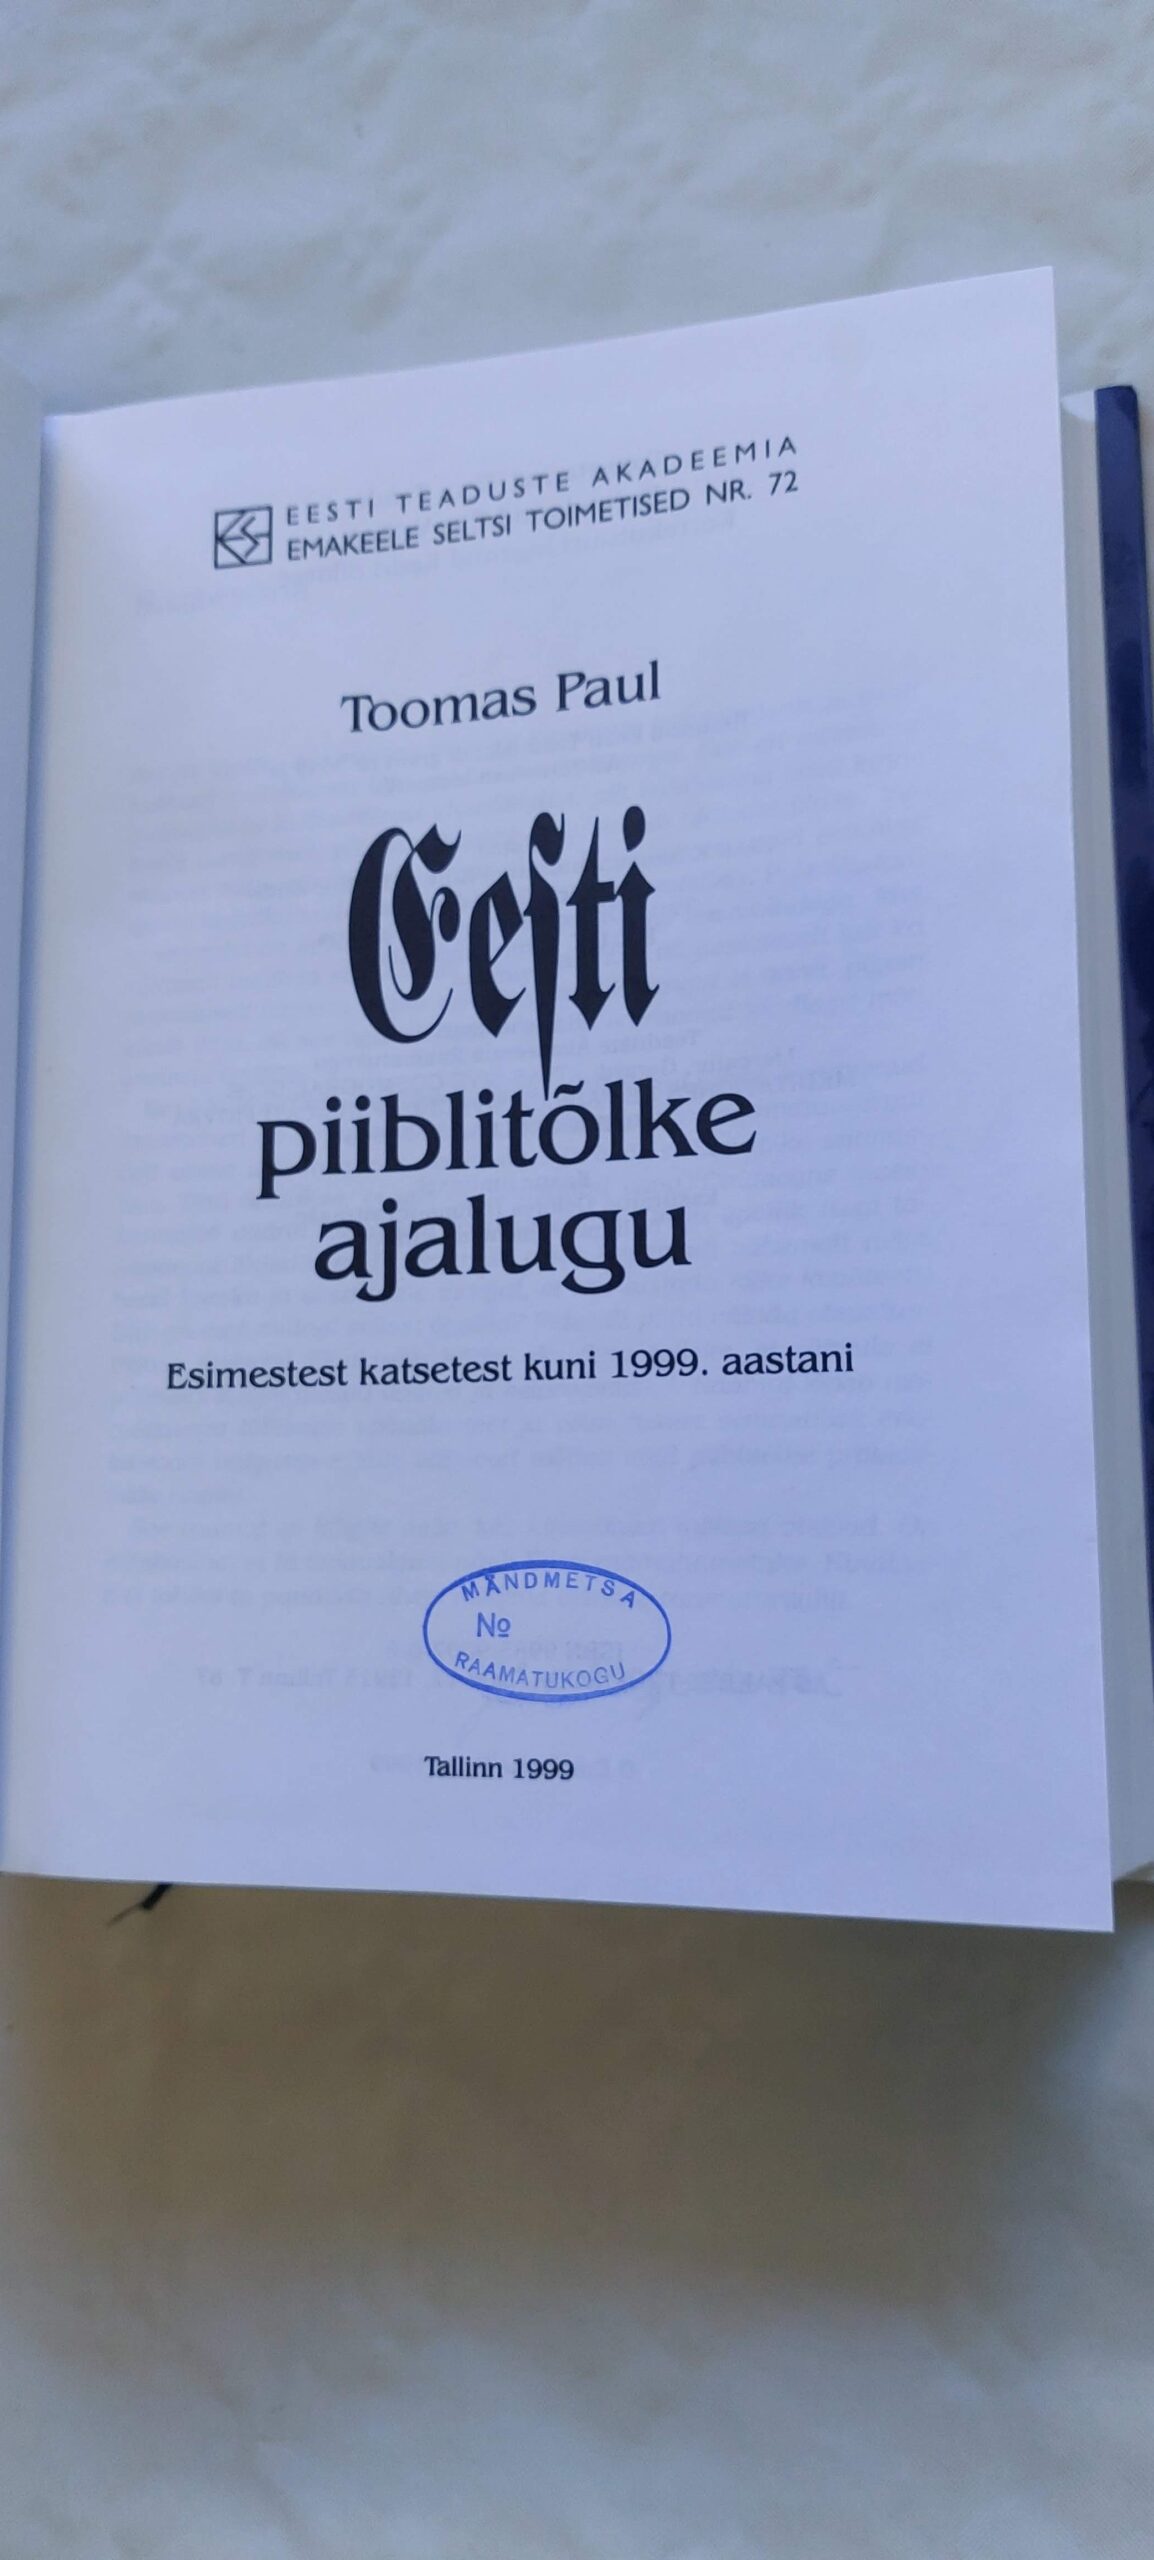 EESTI TEADUSTE AKADEEMIA
EMAKEELE SELTSI TOIMETISED NR. 72
Toomas Paul
Eesti
piiblitõlke
ajalugu
Esimestest katsetest kuni 1999. aastani
MÄNDMETSA
№
RAAMATUKOGU
Tallinn 1999